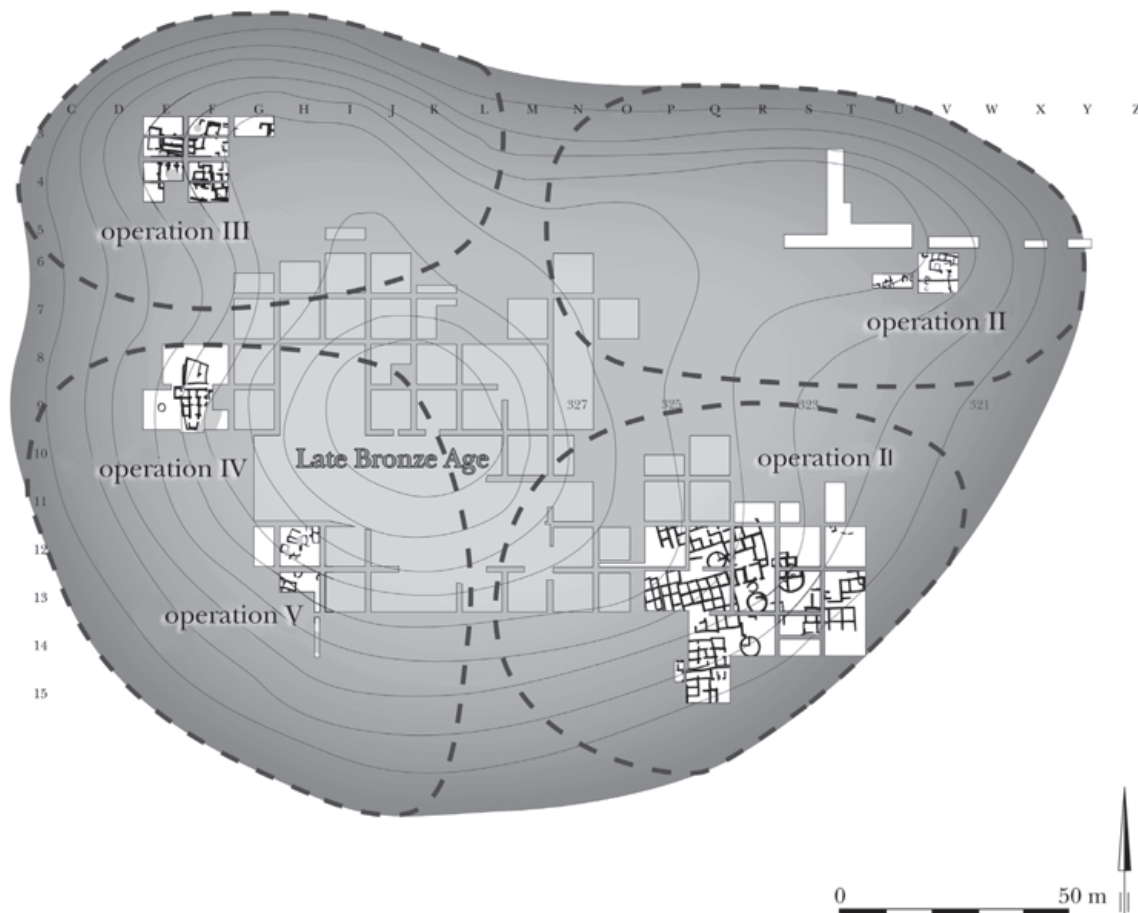 C D E F G H I J K L M N O P Q R S T U V W X Y Z
4
operation III
5
6
operation II
7
8
9
327 325 323 321
operation I
10
Late Bronze Age
operation IV
11
12
13
operation V
14
15
0 50 m